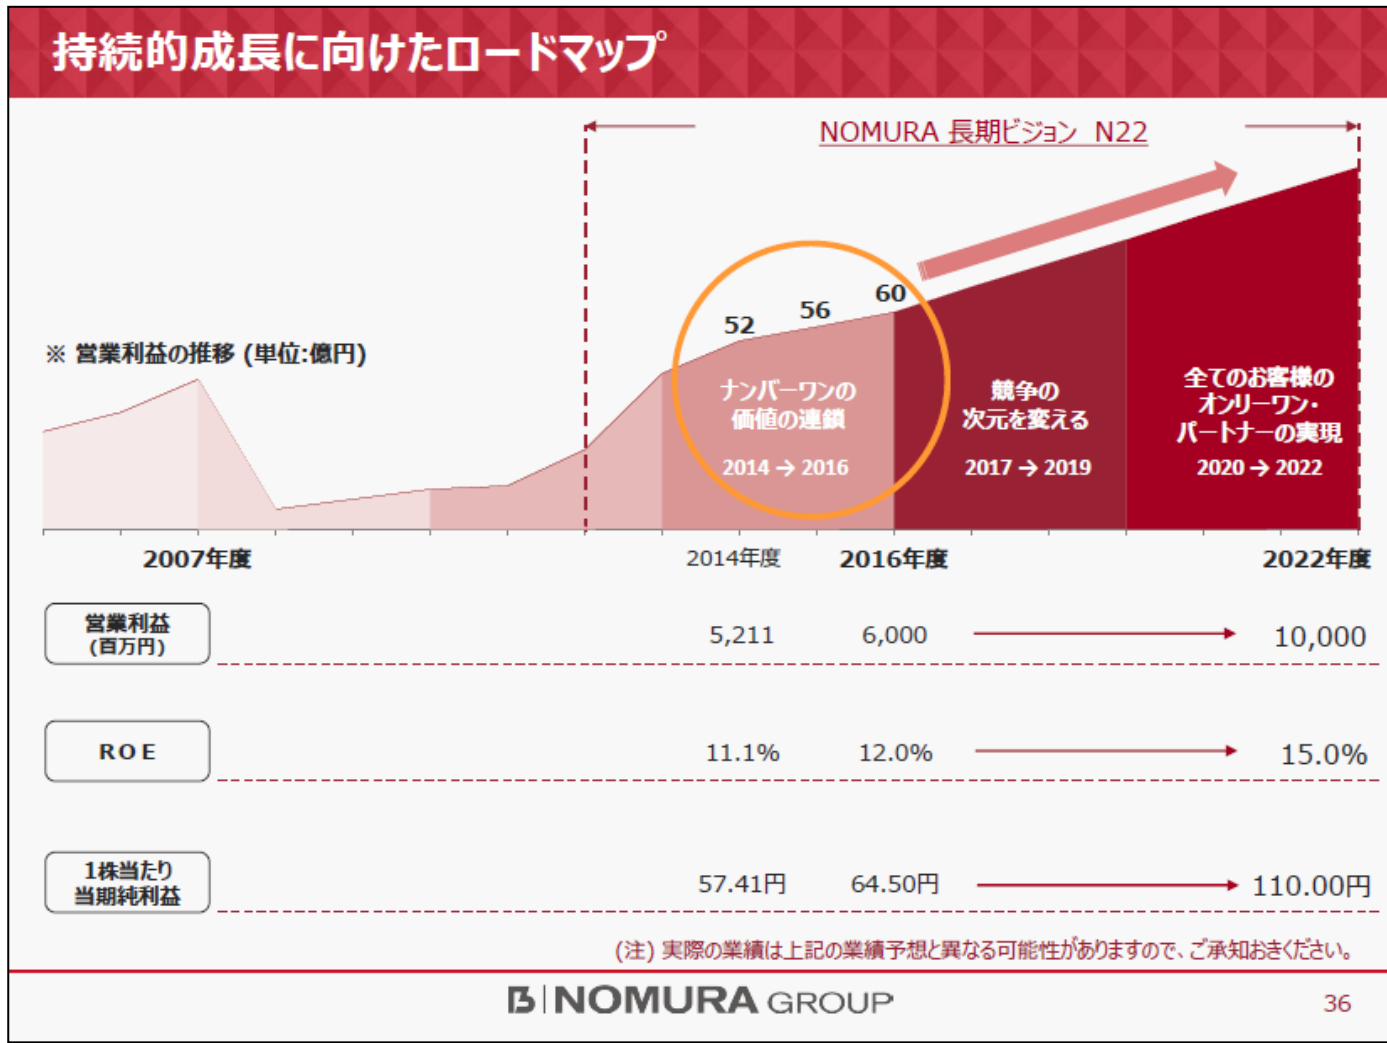 持続的成長に向けたロードマップ
NOMURA 長期ビジョン N22
52
56
60
※ 営業利益の推移 (単位:億円)
ナンバーワンの
価値の連鎖
2014 → 2016
競争の
次元を変える
2017 → 2019
全てのお客様の
オンリーワン・
パートナーの実現
2020 → 2022
2007年度
2014年度
2016年度
2022年度
営業利益
(百万円)
5,211
6,000
10,000
ROE
11.1%
12.0%
15.0%
1株当たり
当期純利益
57.41円
64.50円
110.00円
(注) 実際の業績は上記の業績予想と異なる可能性がありますので、ご承知おきください。
NOMURA GROUP
36